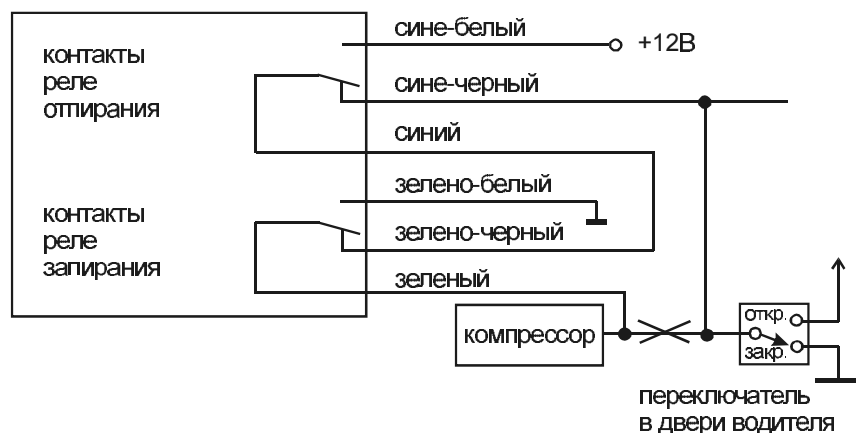 контакты
реле
отпирания
сине-белый
+12В
сине-черный
синий
зелено-белый
контакты
реле
запирания
зелено-черный
зеленый
компрессор
откр.
закр.
переключатель
в двери водителя